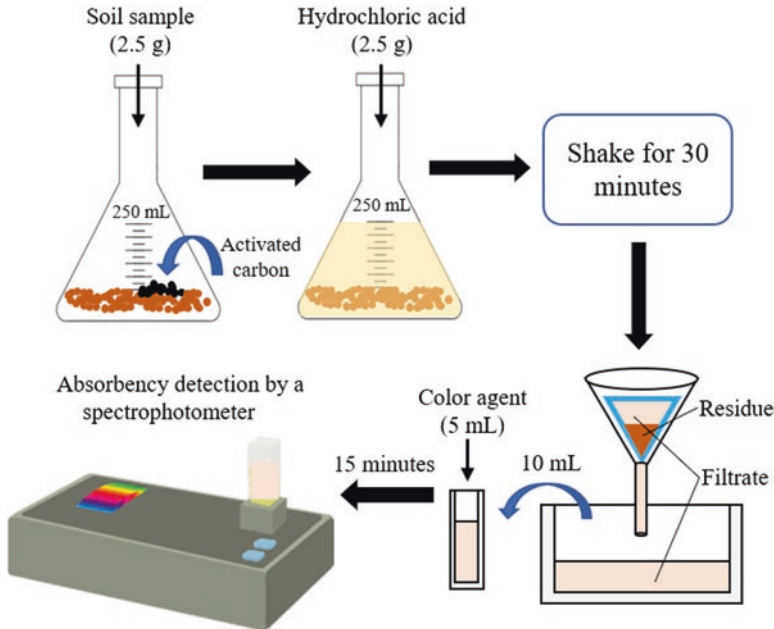 Soil sample
(2.5 g)
Hydrochloric acid
(2.5 g)
Shake for 30
minutes
250 mL
Activated
carbon
250 mL
Residue
Filtrate
10 mL
Color agent
(5 mL)
15 minutes
Absorbency detection by a
spectrophotometer